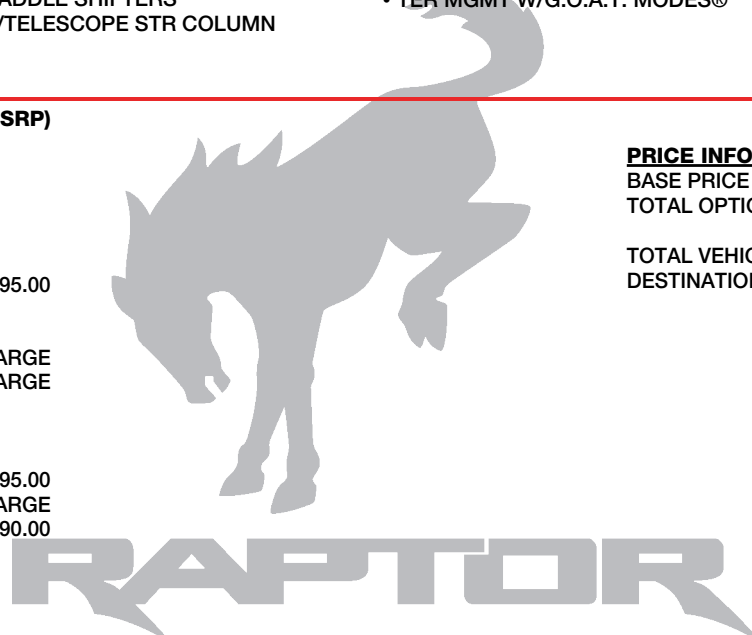 ADDLE SHIFTERS
/TELESCOPE STR COLUMN
• TER MGMT W/G.O.A.T. MODES®
SRP)
95.00
ARGE
ARGE
95.00
ARGE
90.00
PRICE INFO
BASE PRICE
TOTAL OPTIO
TOTAL VEHIC
DESTINATION
RAPTOR